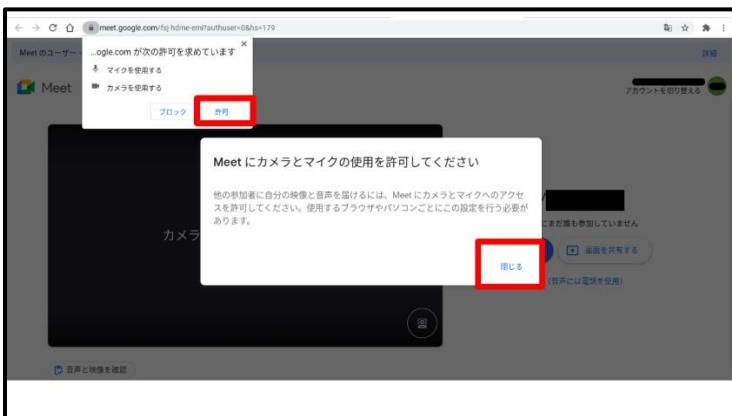 meet.google.com/fsj-hdme-emi?authuser=0&hs=179
Meet のユーザー
詳細
...ogle.com が次の許可を求めています
マイクを使用する
カメラを使用する
ブロック
許可
Meet
アカウントを切り替える
Meet にカメラとマイクの使用を許可してください
他の参加者に自分の映像と音声を届けるには、Meet にカメラとマイクへのアクセ
スを許可してください。使用するブラウザやパソコンごとにこの設定を行う必要が
あります。
閉じる
カメラ
にまだ誰も参加していません
画面を共有する
(音声には電話を使用)
音声と映像を確認